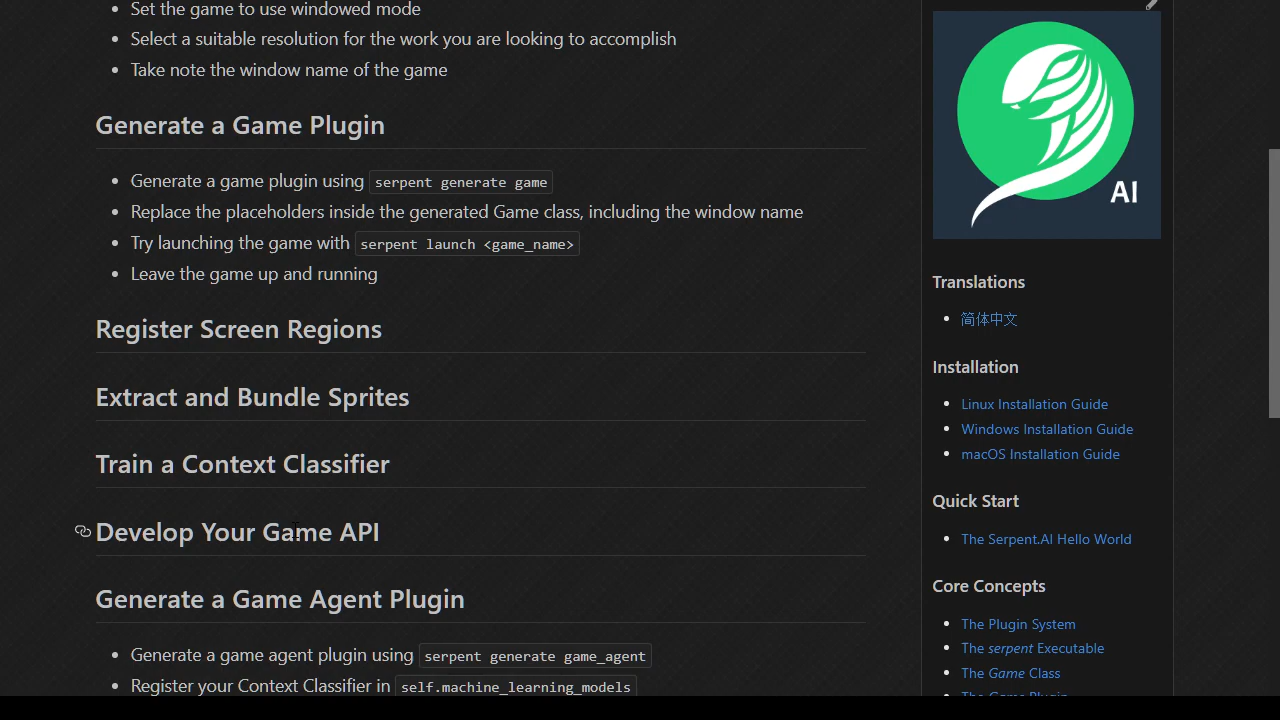 Set the game to use windowed mode
Select a suitable resolution for the work you are looking to accomplish
Take note the window name of the game
Generate a Game Plugin
Generate a game plugin using serpent generate game
Replace the placeholders inside the generated Game class, including the window name
Try launching the game with serpent launch <game_name>
Leave the game up and running
Register Screen Regions
Extract and Bundle Sprites
Train a Context Classifier
Develop Your Game API
Generate a Game Agent Plugin
Generate a game agent plugin using serpent generate game_agent
Register your Context Classifier in self.machine_learning_models
AI
Translations
简体中文
Installation
Linux Installation Guide
Windows Installation Guide
macOS Installation Guide
Quick Start
The Serpent.AI Hello World
Core Concepts
The Plugin System
The serpent Executable
The Game Class
The Game Plugin